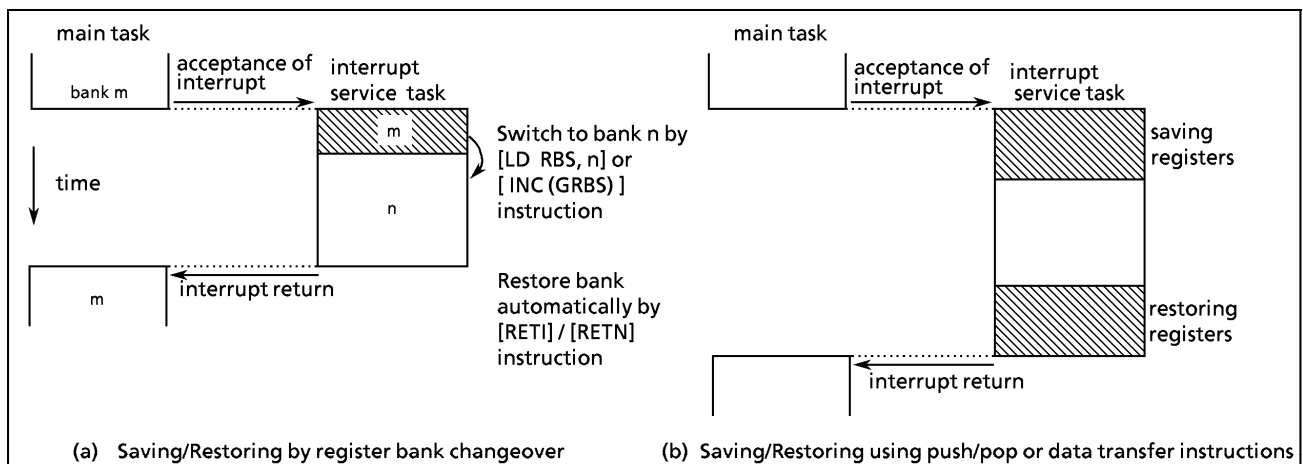 main task
acceptance of
interrupt
interrupt
service task
bank m
m
Switch to bank n by
[LD RBS, n] or
[ INC (GRBS) ]
instruction
time
n
interrupt return
m
Restore bank
automatically by
[RETI] / [RETN]
instruction
(a) Saving/Restoring by register bank changeover
main task
acceptance of
interrupt
interrupt
service task
saving
registers
restoring
registers
interrupt return
(b) Saving/Restoring using push/pop or data transfer instructions